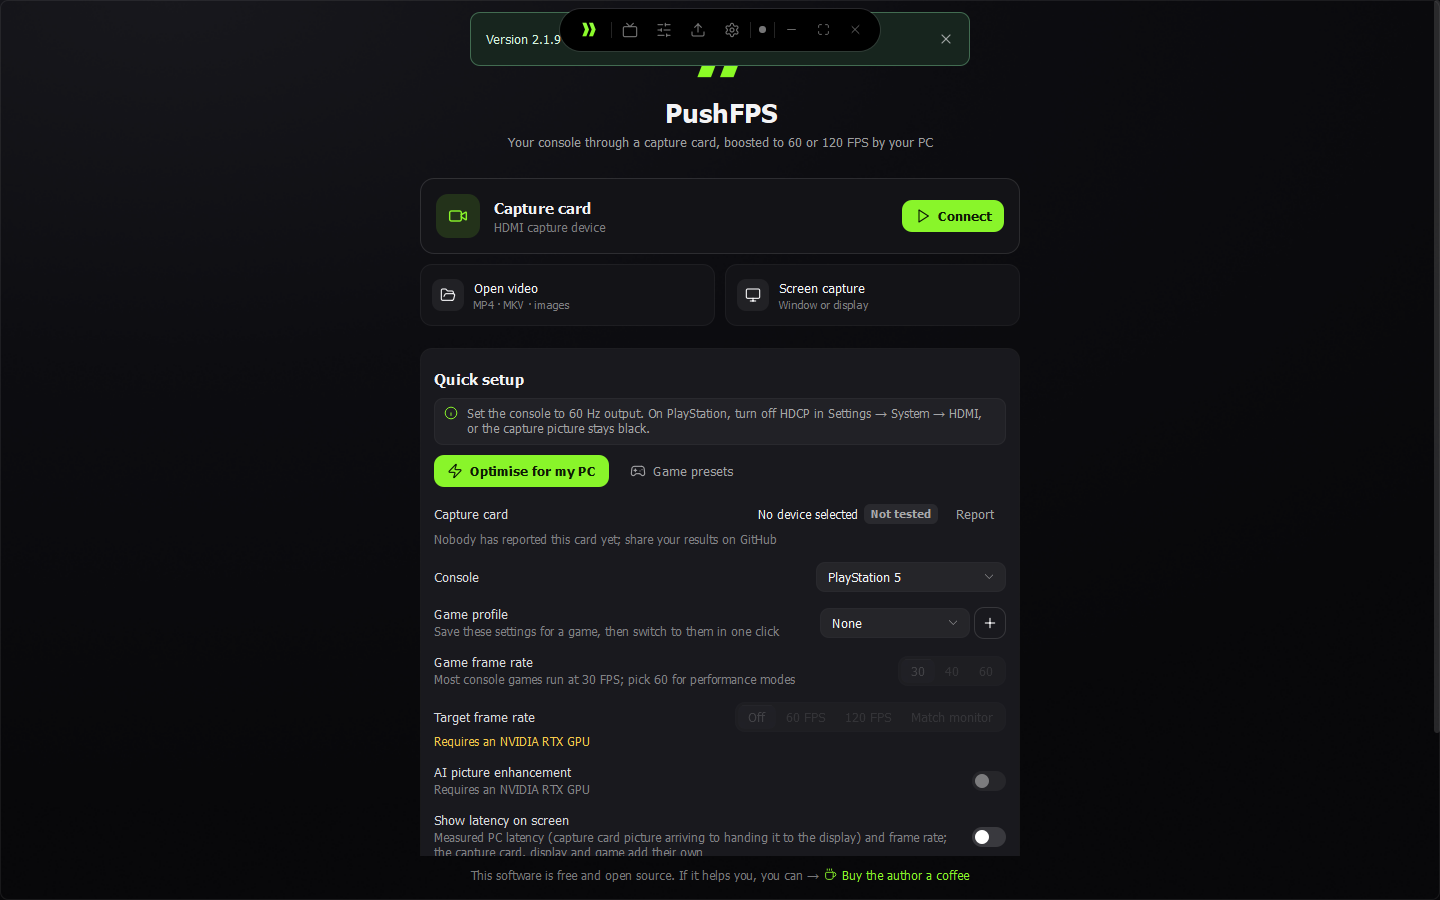 Version 2.1.9
PushFPS
Your console through a capture card, boosted to 60 or 120 FPS by your PC
Capture card
HDMI capture device
Connect
Open video
MP4 · MKV · images
Screen capture
Window or display
Quick setup
Set the console to 60 Hz output. On PlayStation, turn off HDCP in Settings → System → HDMI,
or the capture picture stays black.
Optimise for my PC
Game presets
Capture card
No device selected
Not tested
Report
Nobody has reported this card yet; share your results on GitHub
Console
PlayStation 5
Game profile
Save these settings for a game, then switch to them in one click
None
Game frame rate
Most console games run at 30 FPS; pick 60 for performance modes
30 40 60
Target frame rate
Off 60 FPS 120 FPS Match monitor
Requires an NVIDIA RTX GPU
AI picture enhancement
Requires an NVIDIA RTX GPU
Show latency on screen
Measured PC latency (capture card picture arriving to handing it to the display) and frame rate;
the capture card, display and game add their own
This software is free and open source. If it helps you, you can → Buy the author a coffee